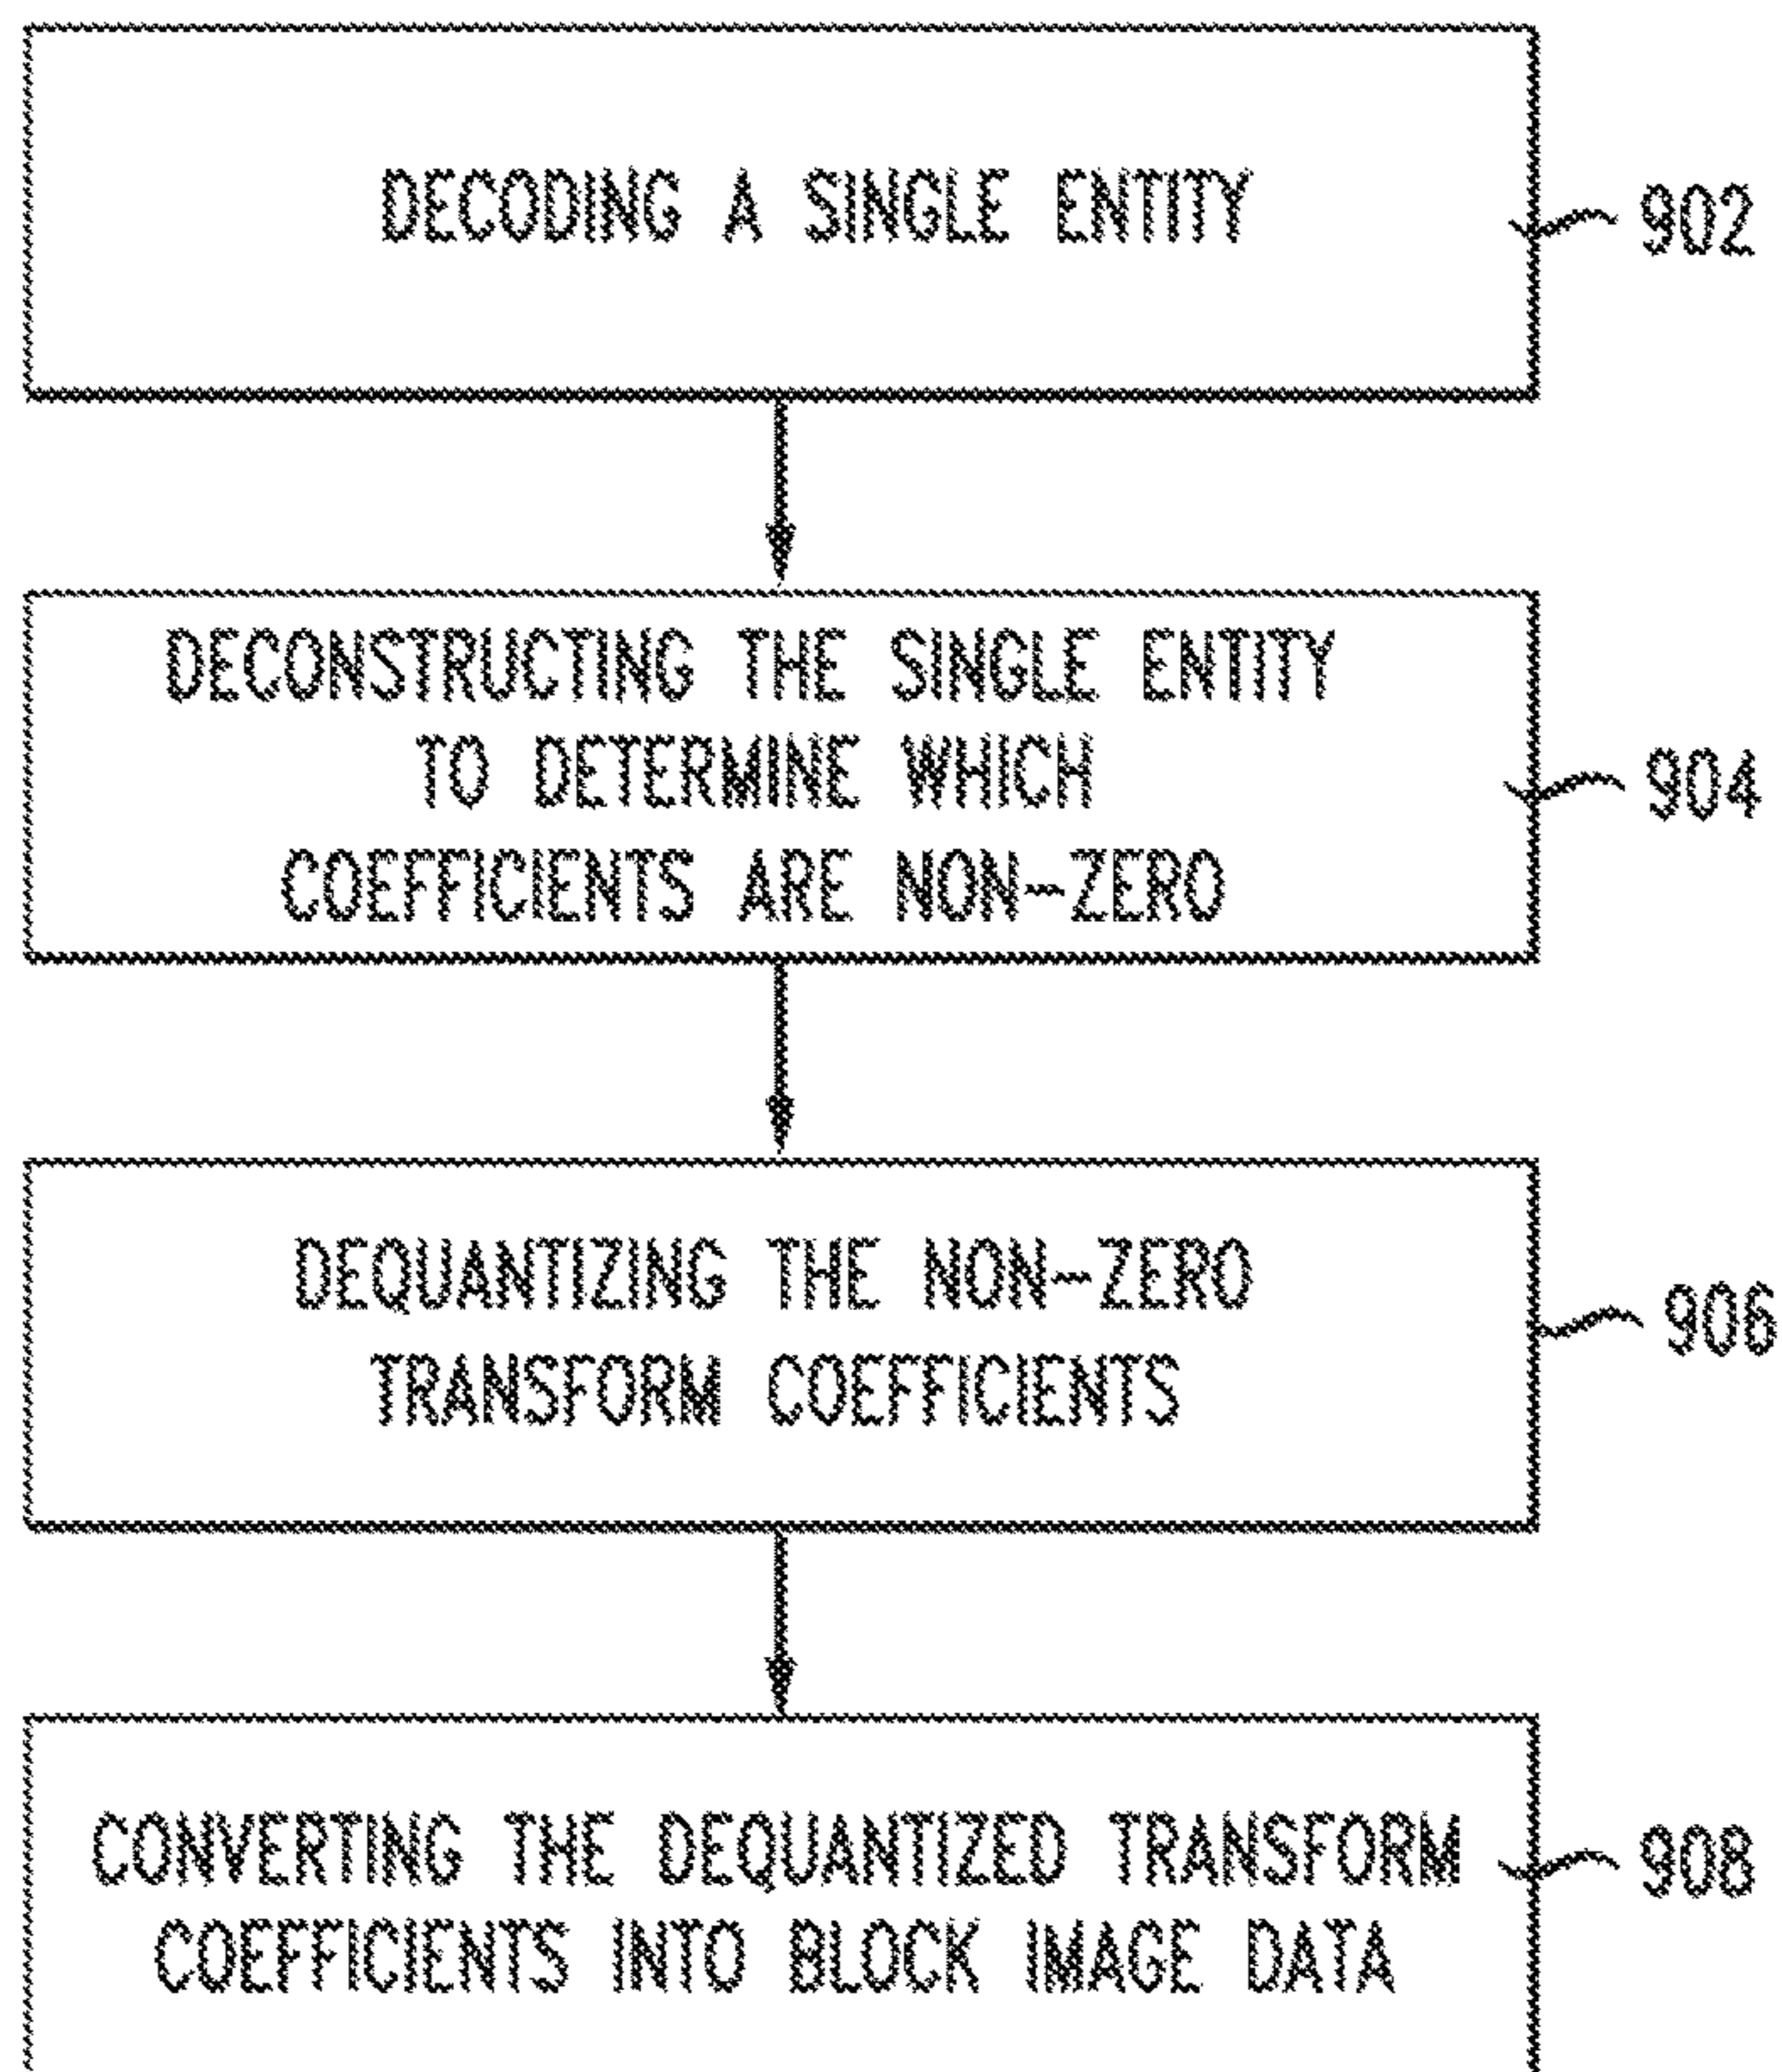 DECODING A SINGLE ENTITY
902
DECONSTRUCTING THE SINGLE ENTITY
TO DETERMINE WHICH
904
COEFFICIENTS ARE NON-ZERO
DEQUANTIZING THE NON-ZERO
906
TRANSFORM COEFFICIENTS
CONVERTING THE DEQUANTIZED TRANSFORM
908
COEFFICIENTS INTO BLOCK IMAGE DATA